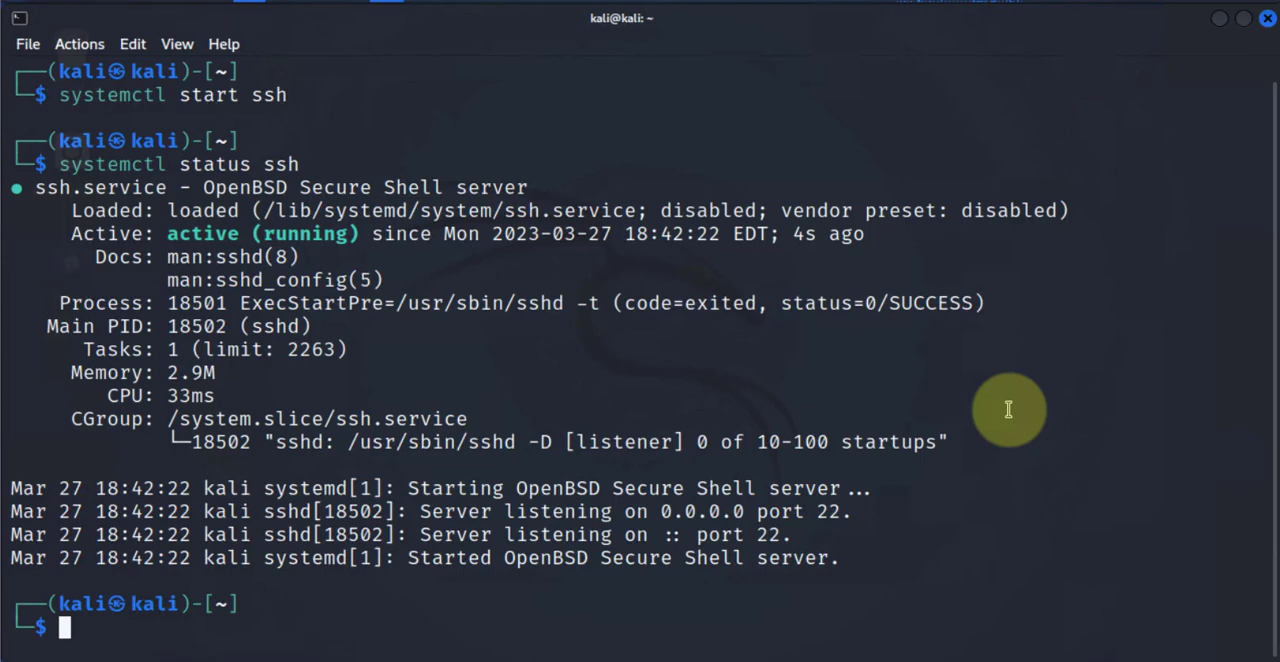 kali@kali: ~
File Actions Edit View Help
┌──(kali㉿kali)-[~]
└─$ systemctl start ssh
┌──(kali㉿kali)-[~]
└─$ systemctl status ssh
● ssh.service - OpenBSD Secure Shell server
Loaded: loaded (/lib/systemd/system/ssh.service; disabled; vendor preset: disabled)
Active: active (running) since Mon 2023-03-27 18:42:22 EDT; 4s ago
Docs: man:sshd(8)
man:sshd_config(5)
Process: 18501 ExecStartPre=/usr/sbin/sshd -t (code=exited, status=0/SUCCESS)
Main PID: 18502 (sshd)
Tasks: 1 (limit: 2263)
Memory: 2.9M
CPU: 33ms
CGroup: /system.slice/ssh.service
└─18502 "sshd: /usr/sbin/sshd -D [listener] 0 of 10-100 startups"
Mar 27 18:42:22 kali systemd[1]: Starting OpenBSD Secure Shell server...
Mar 27 18:42:22 kali sshd[18502]: Server listening on 0.0.0.0 port 22.
Mar 27 18:42:22 kali sshd[18502]: Server listening on :: port 22.
Mar 27 18:42:22 kali systemd[1]: Started OpenBSD Secure Shell server.
┌──(kali㉿kali)-[~]
└─$